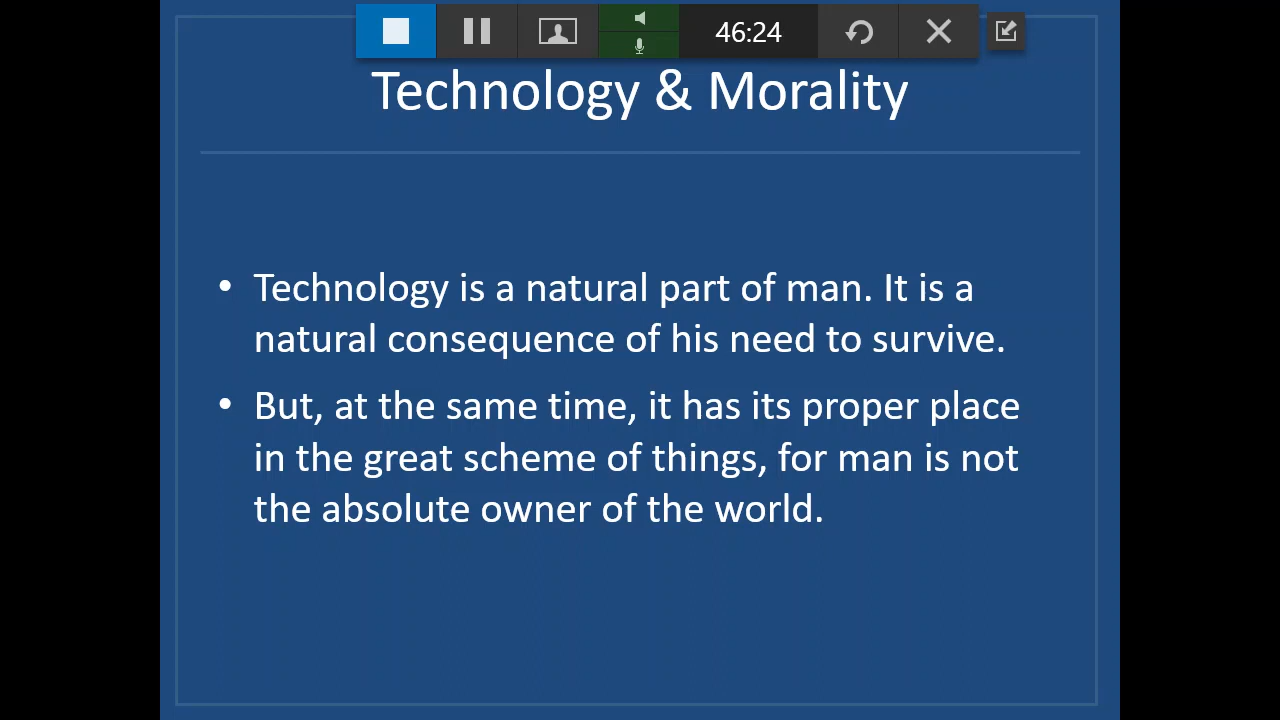 46:24
Technology & Morality
• Technology is a natural part of man. It is a
natural consequence of his need to survive.
• But, at the same time, it has its proper place
in the great scheme of things, for man is not
the absolute owner of the world.